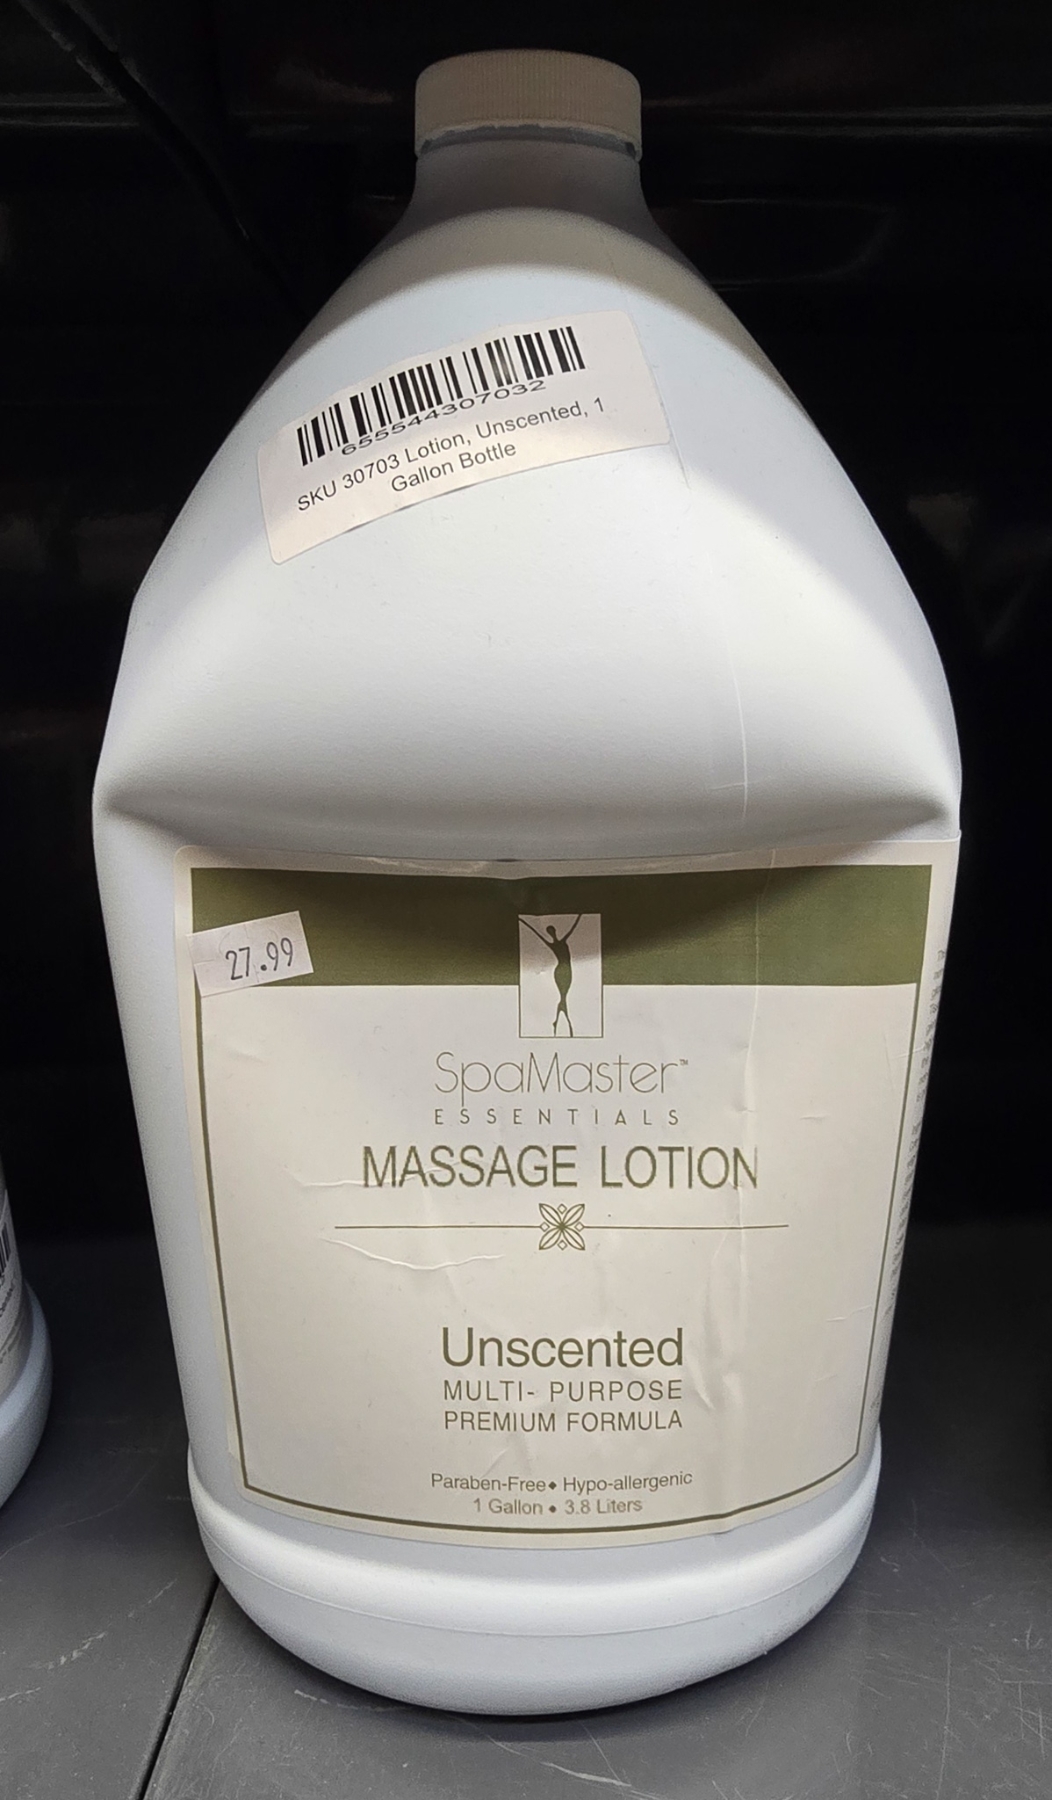 655544307032
SKU 30703 Lotion, Unscented, 1
Gallon Bottle
27.99
SpaMaster™
ESSENTIALS
MASSAGE LOTION
Unscented
MULTI- PURPOSE
PREMIUM FORMULA
Paraben-Free◆ Hypo-allergenic
1 Gallon ◆ 3.8 Liters